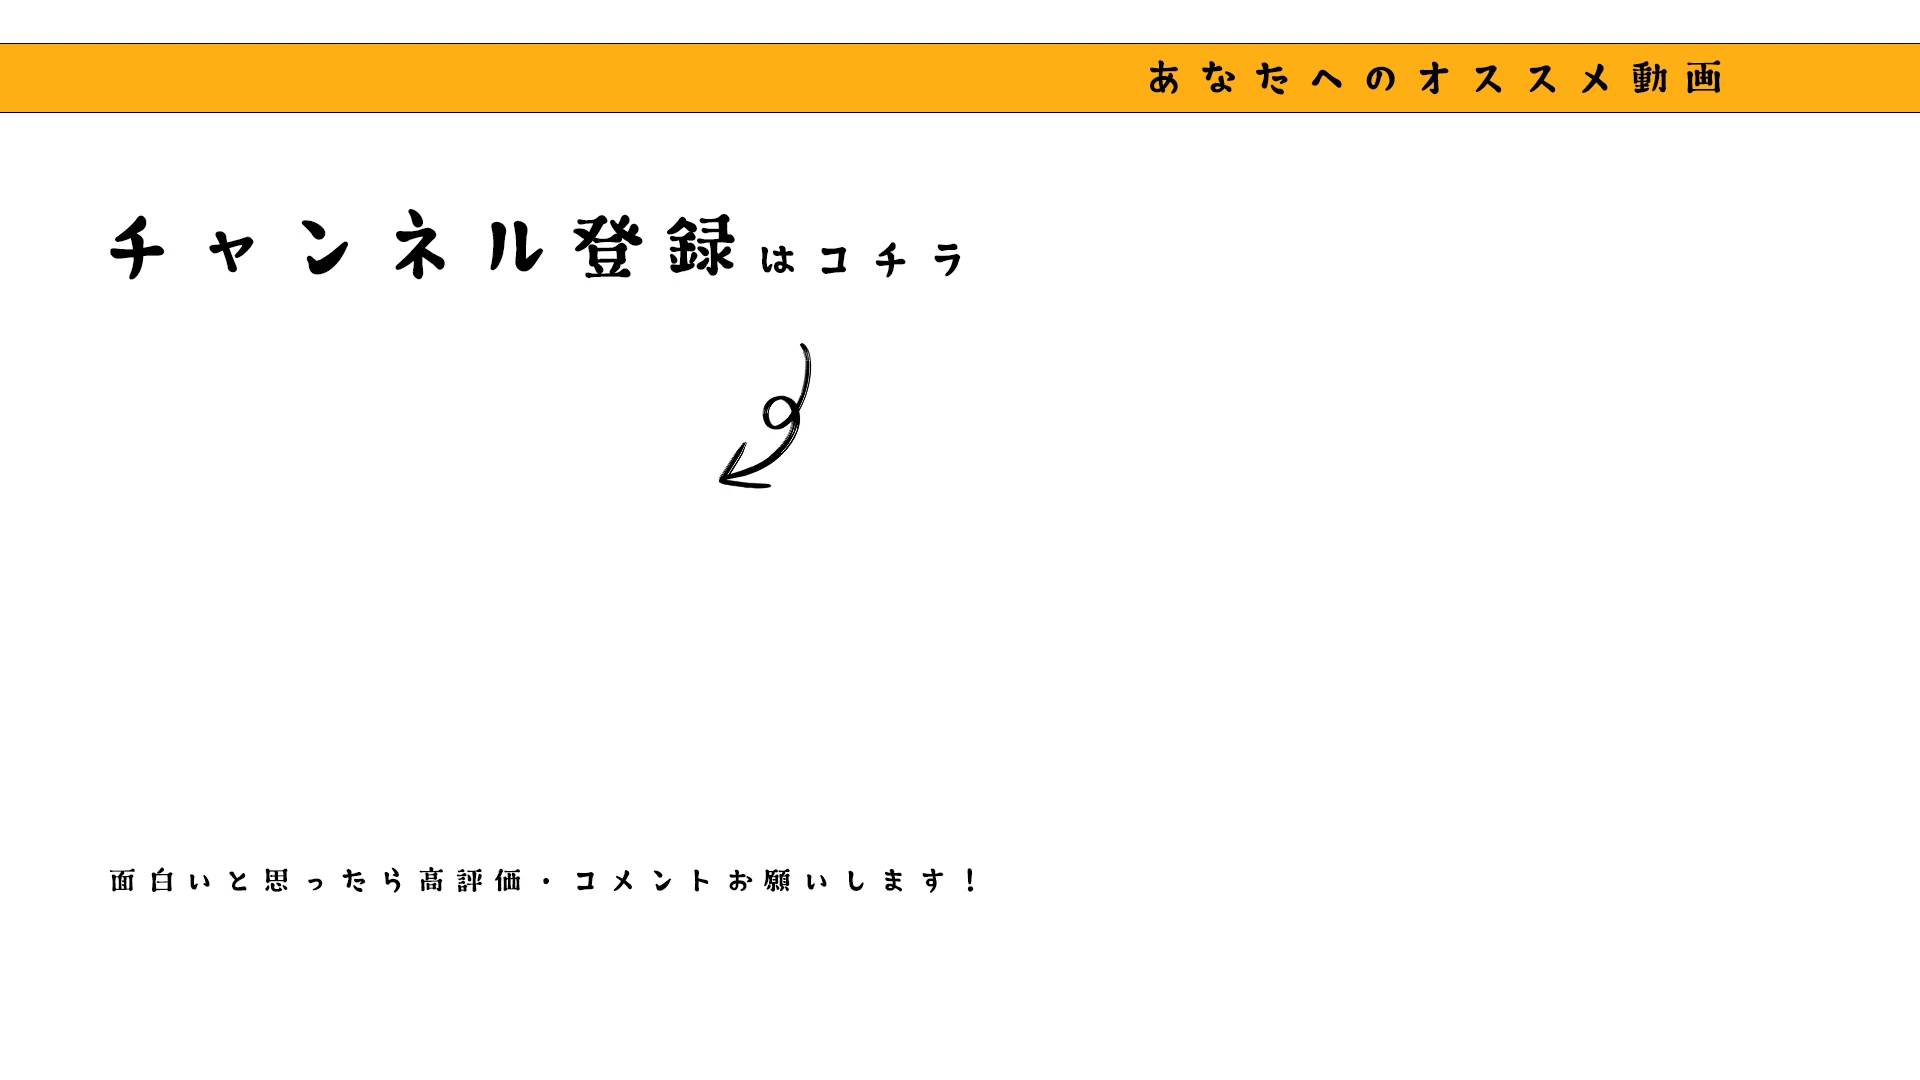 あなたへのオススメ動画
チャンネル登録はコチラ
面白いと思ったら高評価・コメントお願いします！